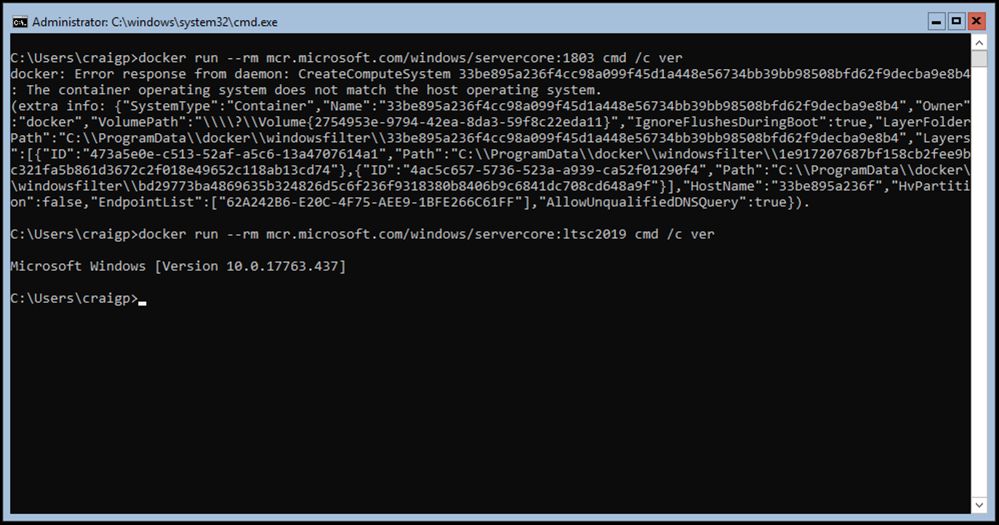 Administrator: C:\windows\system32\cmd.exe
C:\Users\craigp>docker run --rm mcr.microsoft.com/windows/servercore:1803 cmd /c ver
docker: Error response from daemon: CreateComputeSystem 33be895a236f4cc98a099f45d1a448e56734bb39bb98508bfd62f9decba9e8b4
: The container operating system does not match the host operating system.
(extra info: {"SystemType":"Container","Name":"33be895a236f4cc98a099f45d1a448e56734bb39bb98508bfd62f9decba9e8b4","Owner"
:"docker","VolumePath":"\\\\?\\Volume{2754953e-9794-42ea-8da3-59f8c22eda11}","IgnoreFlushesDuringBoot":true,"LayerFolder
Path":"C:\\ProgramData\\docker\\windowsfilter\\33be895a236f4cc98a099f45d1a448e56734bb39bb98508bfd62f9decba9e8b4","Layers
":[{"ID":"473a5e0e-c513-52af-a5c6-13a4707614a1","Path":"C:\\ProgramData\\docker\\windowsfilter\\1e917207687bf158cb2fee9b
c321fa5b861d3672c2f018e49652c118ab13cd74"},{"ID":"4ac5c657-5736-523a-a939-ca52f01290f4","Path":"C:\\ProgramData\\docker\
\windowsfilter\\bd29773ba4869635b324826d5c6f236f9318380b8406b9c6841dc708cd648a9f"}],"HostName":"33be895a236f","HvPartiti
on":false,"EndpointList":["62A242B6-E20C-4F75-AEE9-1BFE266C61FF"],"AllowUnqualifiedDNSQuery":true}).
C:\Users\craigp>docker run --rm mcr.microsoft.com/windows/servercore:ltsc2019 cmd /c ver
Microsoft Windows [Version 10.0.17763.437]
C:\Users\craigp>